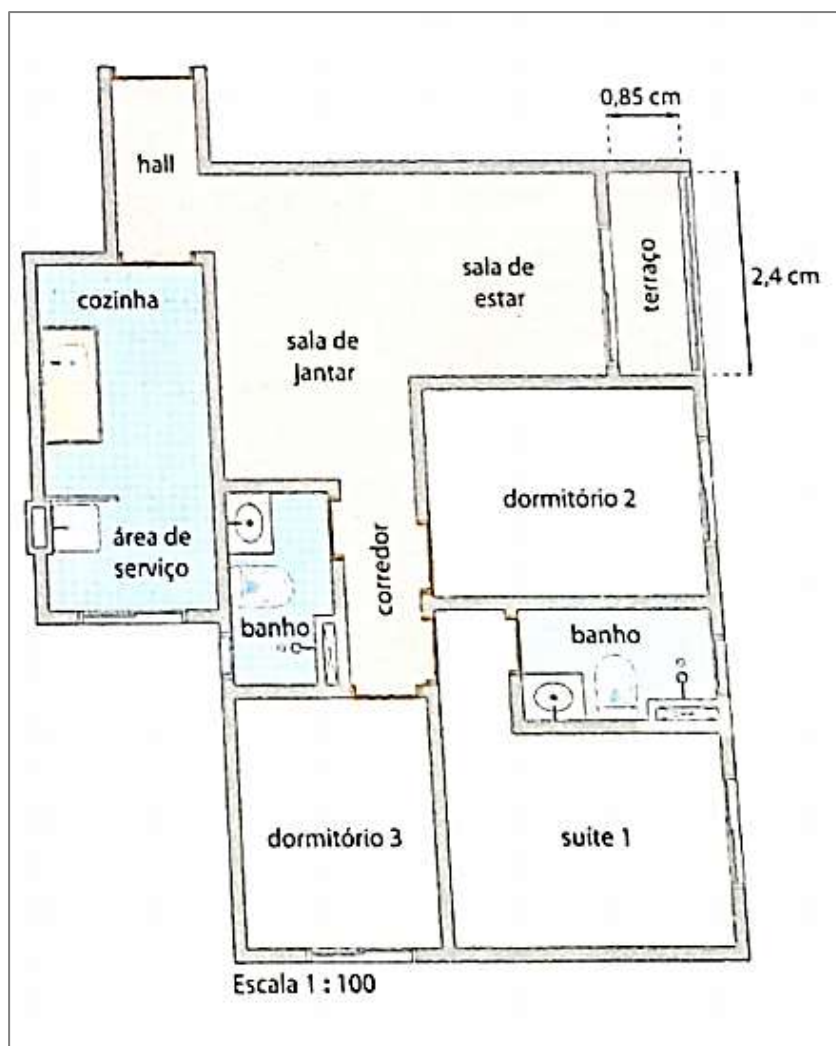 0,85 cm
hall
sala de
estar
terraço
2,4 cm
cozinha
sala de
Jantar
dormitório 2
área de
serviço
corredor
banho
banho
dormitório 3
suíte 1
Escala 1 : 100